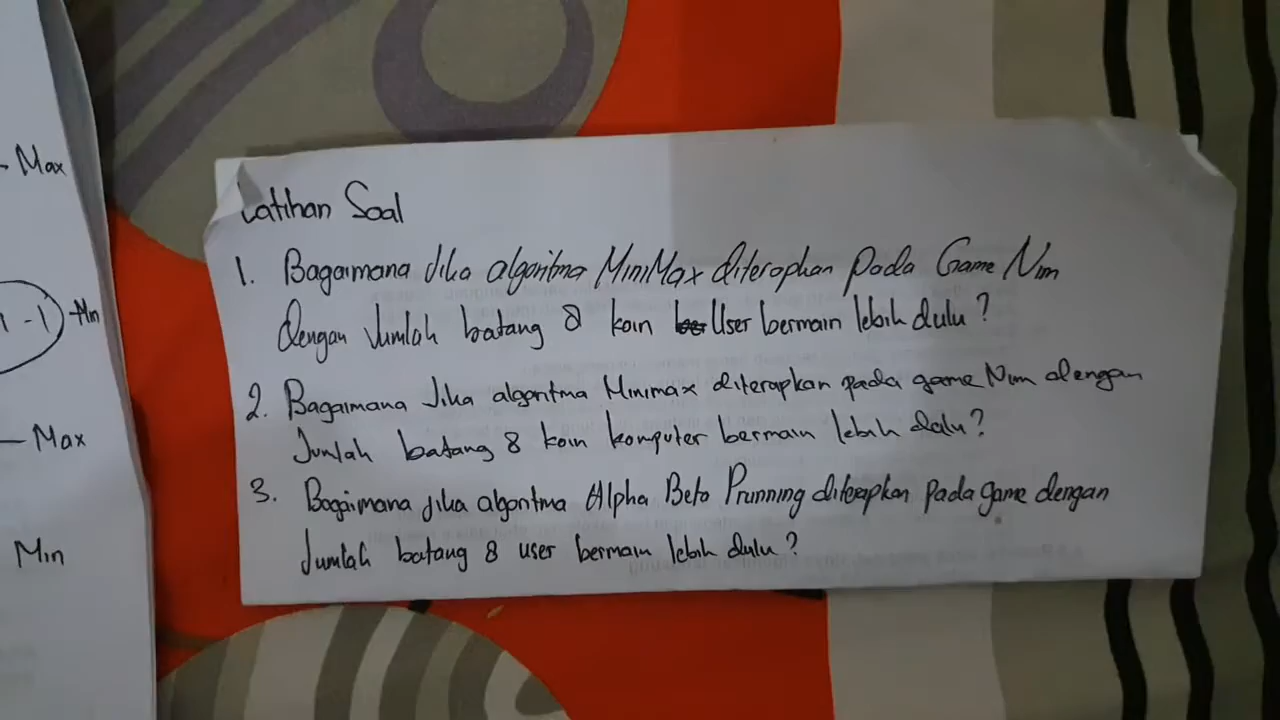 - Max
1 - 1) - Min
- Max
Min
Latihan Soal
1. Bagaimana Jika algoritma MiniMax diterapkan pada Game Nim
dengan Jumlah batang 8 koin User bermain lebih dulu?
2. Bagaimana Jika algoritma Minimax diterapkan pada game Nim dengan
Jumlah batang 8 koin komputer bermain lebih dulu?
3. Bagaimana jika algoritma Alpha Beta Prunning diterapkan pada game dengan
Jumlah batang 8 user bermain lebih dulu?